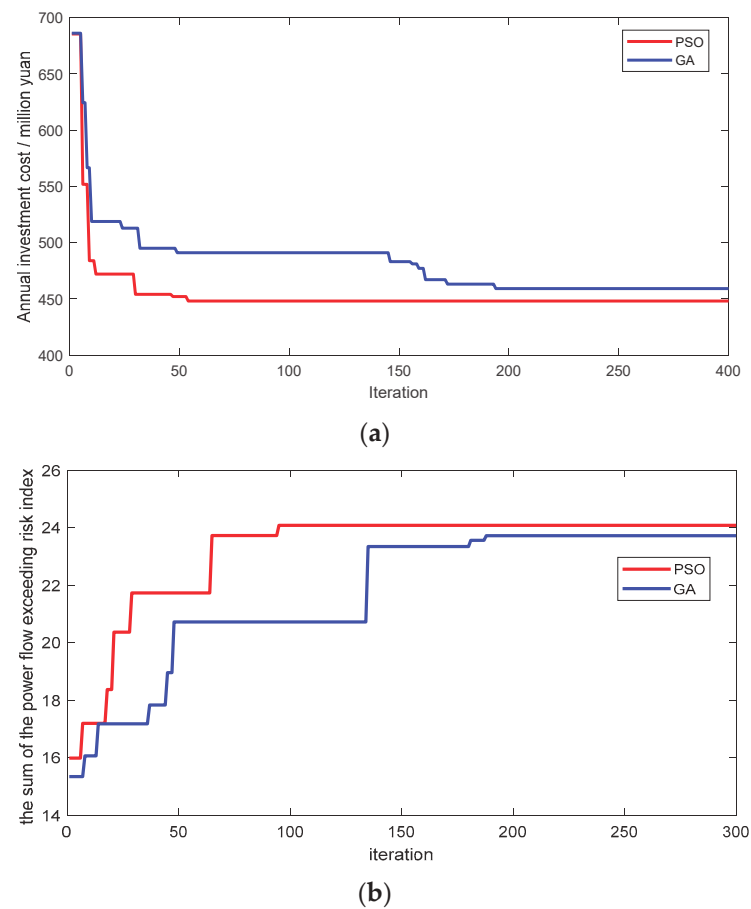 700
650
600
550
500
450
400
Annual investment cost / million yuan
PSO
GA
0 50 100 150 200 250 300 350 400
Iteration
(a)
26
24
22
20
18
16
14
the sum of the power flow exceeding risk index
PSO
GA
0 50 100 150 200 250 300
iteration
(b)